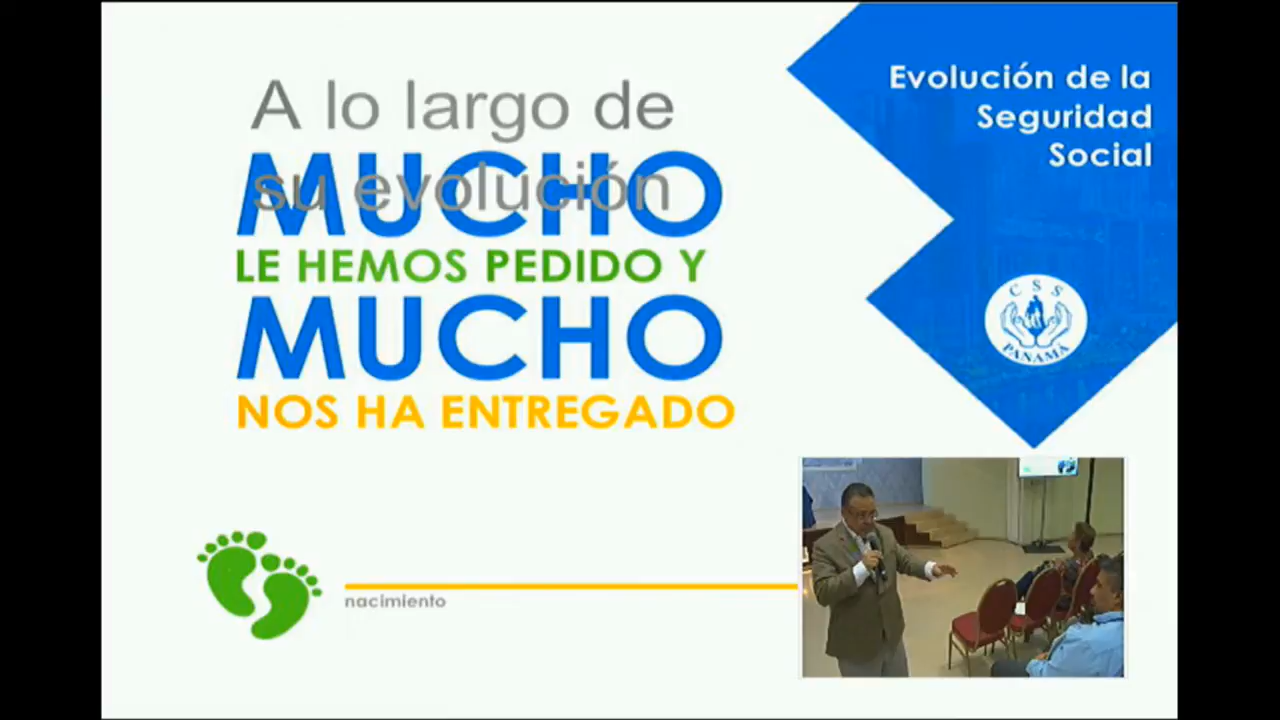 A lo largo de
su evolución
MUCHO
LE HEMOS PEDIDO Y
MUCHO
NOS HA ENTREGADO
Evolución de la
Seguridad
Social
CSS
PANAMÁ
nacimiento